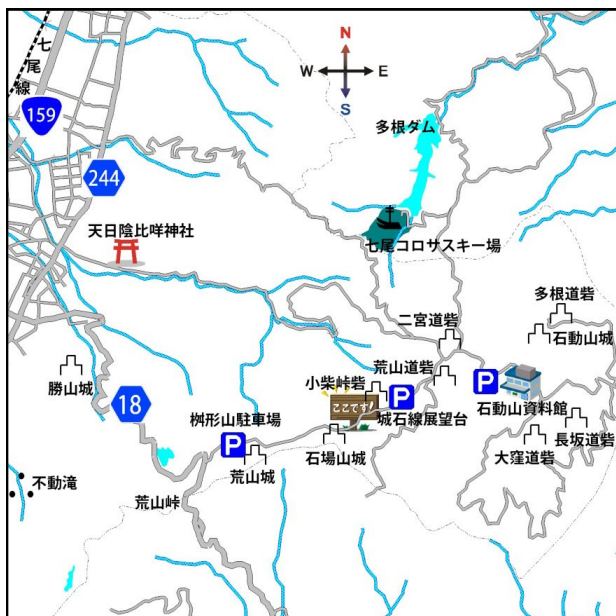 七尾線
N
W
E
S
159
多根ダム
244
天日陰比咩神社
七尾コロサスキー場
多根道砦
二宮道砦
石動山城
荒山道砦
小柴峠砦
勝山城
ここです!
18
P
P
城石線展望台
石動山資料館
桝形山駐車場
P
長坂道砦
大窪道砦
石場山城
荒山城
不動滝
荒山峠